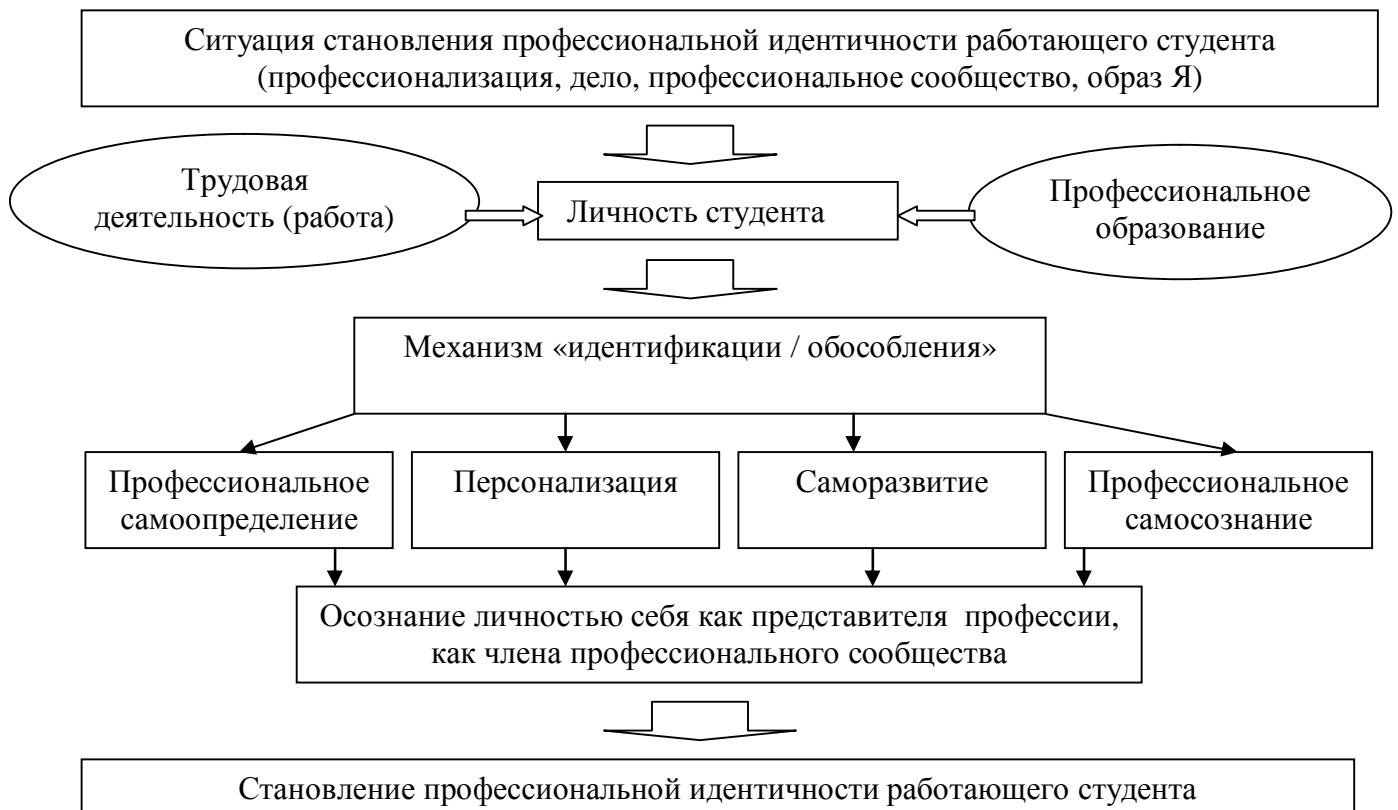 Ситуация становления профессиональной идентичности работающего студента
(профессионализация, дело, профессиональное сообщество, образ Я)
Трудовая
деятельность (работа)
Личность студента
Профессиональное
образование
Механизм «идентификации / обособления»
Профессиональное
самоопределение
Персонализация
Саморазвитие
Профессиональное
самосознание
Осознание личностью себя как представителя профессии,
как члена профессионального сообщества
Становление профессиональной идентичности работающего студента